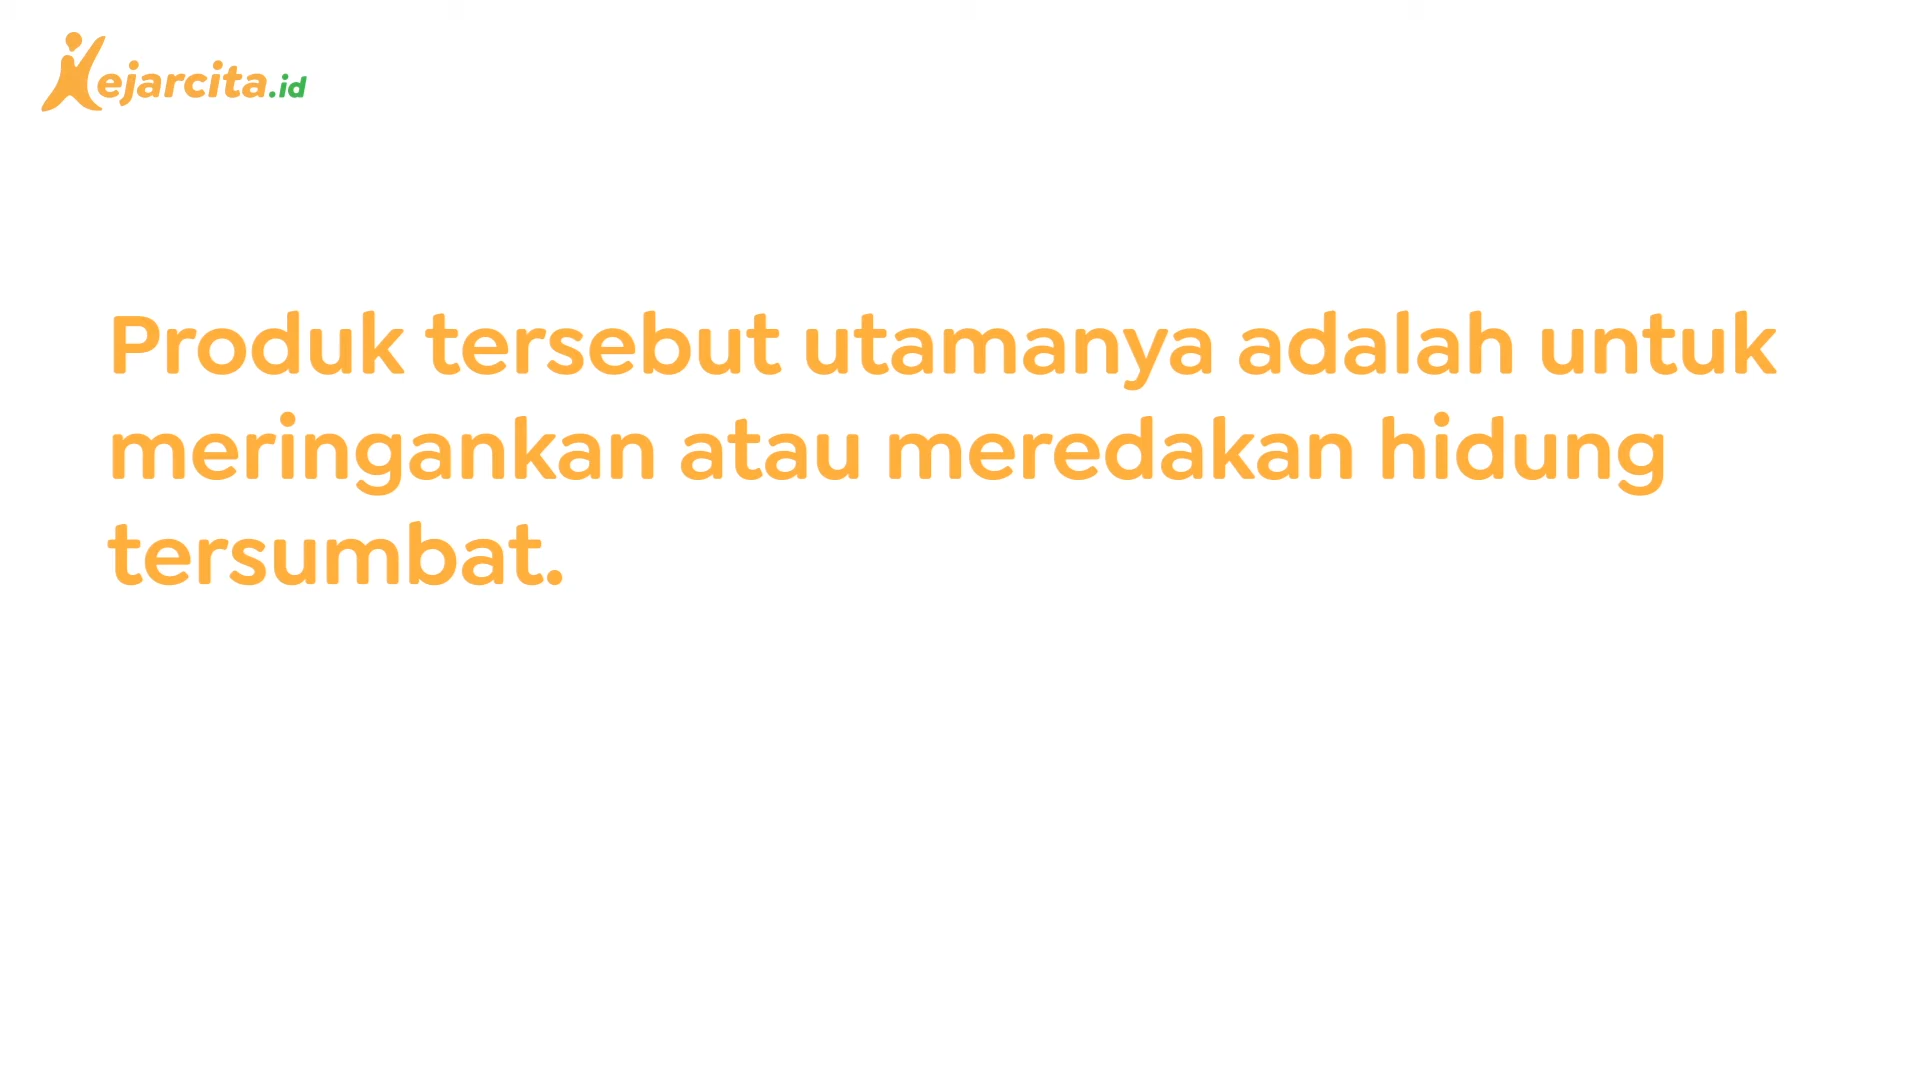 Kejarcita.id
Produk tersebut utamanya adalah untuk
meringankan atau meredakan hidung
tersumbat.